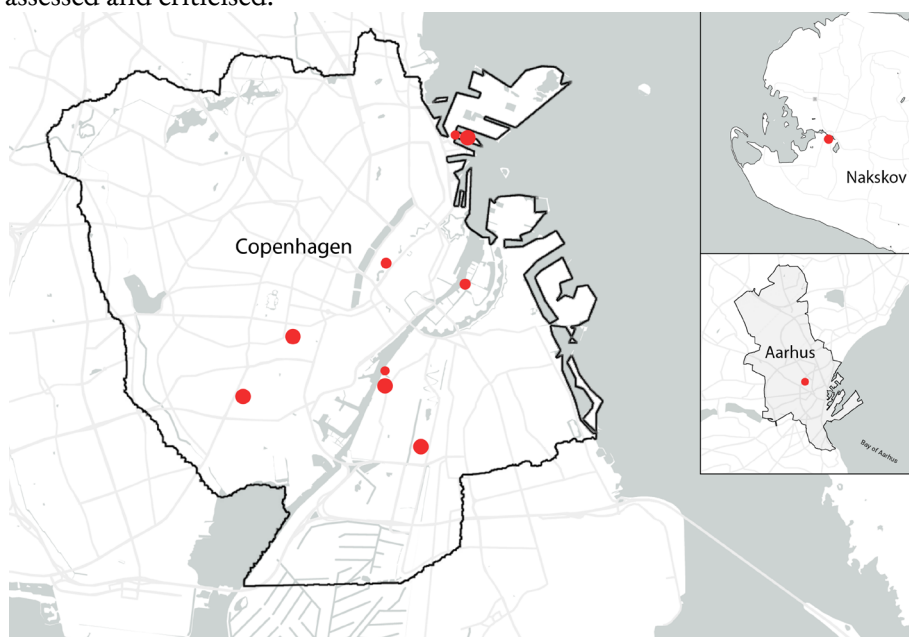 assessed and criticised.
Copenhagen
Nakskov
Aarhus
Bay of Aarhus